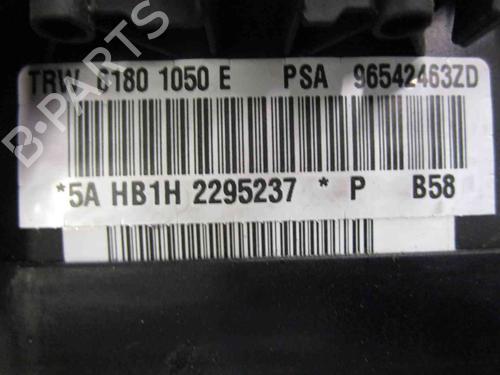 TRW 6180 1050 E PSA 96542463ZD
*5A HB1H 2295237 * P B58
B-PARTS